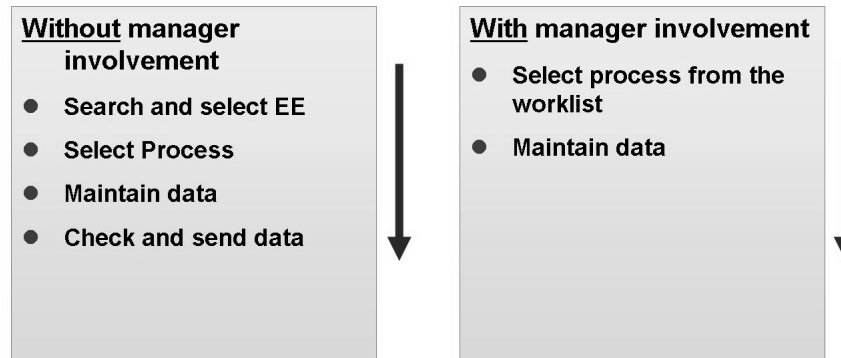 Without manager
involvement
● Search and select EE
● Select Process
● Maintain data
● Check and send data
With manager involvement
● Select process from the
worklist
● Maintain data